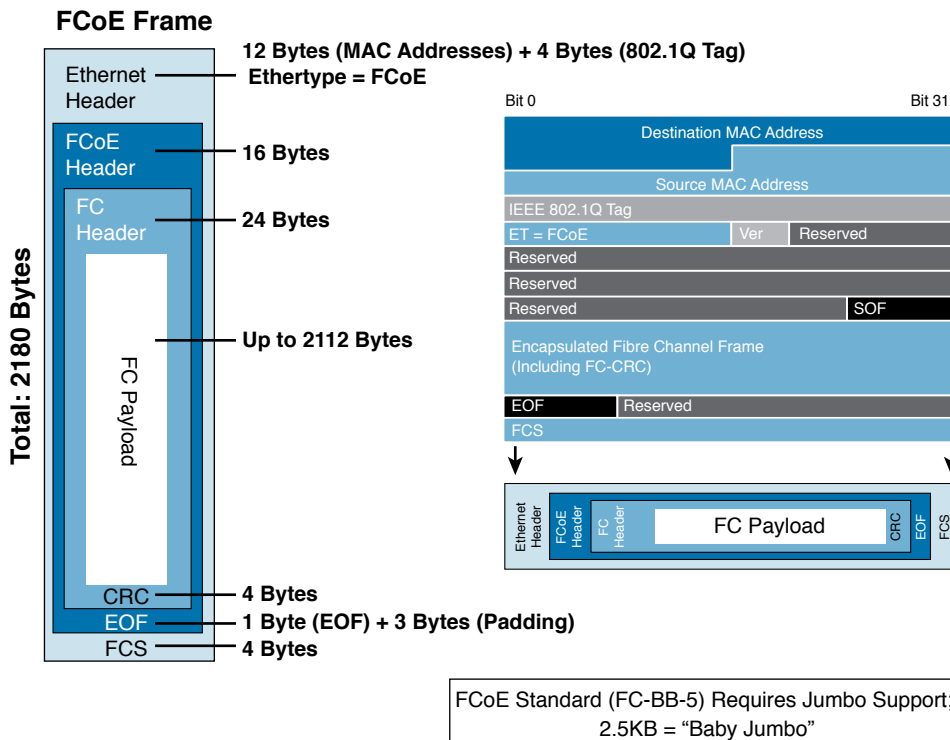 FCoE Frame
12 Bytes (MAC Addresses) + 4 Bytes (802.1Q Tag)
Ethertype = FCoE
Ethernet
Header
FCoE
Header
16 Bytes
FC
Header
24 Bytes
Total: 2180 Bytes
Up to 2112 Bytes
FC Payload
CRC
4 Bytes
EOF
1 Byte (EOF) + 3 Bytes (Padding)
FCS
4 Bytes
Bit 0
Bit 31
Destination MAC Address
Source MAC Address
IEEE 802.1Q Tag
ET = FCoE
Ver
Reserved
Reserved
Reserved
Reserved
SOF
Encapsulated Fibre Channel Frame
(Including FC-CRC)
EOF
Reserved
FCS
Ethernet
Header
FCoE
Header
FC
Header
FC Payload
CRC
EOF
FCS
FCoE Standard (FC-BB-5) Requires Jumbo Support;
2.5KB = “Baby Jumbo”